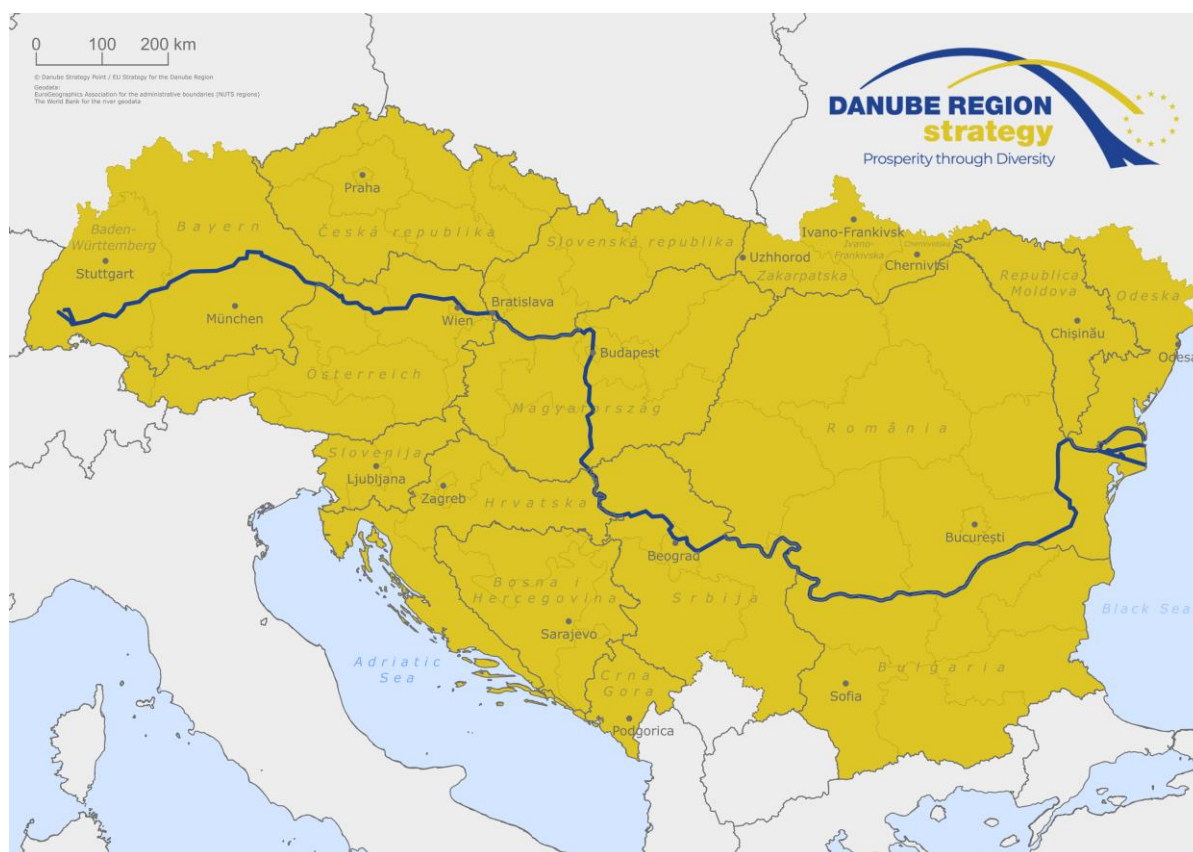 0 100 200 km
© Danube Strategy Point / EU Strategy for the Danube Region
Geodata:
EuroGeographics Association for the administrative boundaries (NUTS regions)
The World Bank for the river geodata
DANUBE REGION
strategy
Prosperity through Diversity
Praha
Baden-
Württemberg
Bayern
Česká republika
Stuttgart
München
Wien
Bratislava
Slovenská republika
Uzhhorod
Zakarpatska
Ivano-Frankivsk
Ivano-
Frankivska
Chernivetska
Chernivtsi
Republica
Moldova
Odeska
Chișinău
Odesa
Budapest
Österreich
Magyarország
România
Slovenija
Ljubljana
Zagreb
Hrvatska
Beograd
București
Bosna i
Hercegovina
Srbija
Sarajevo
Black Sea
Adriatic
Sea
Crna
Gora
Podgorica
Bulgaria
Sofia